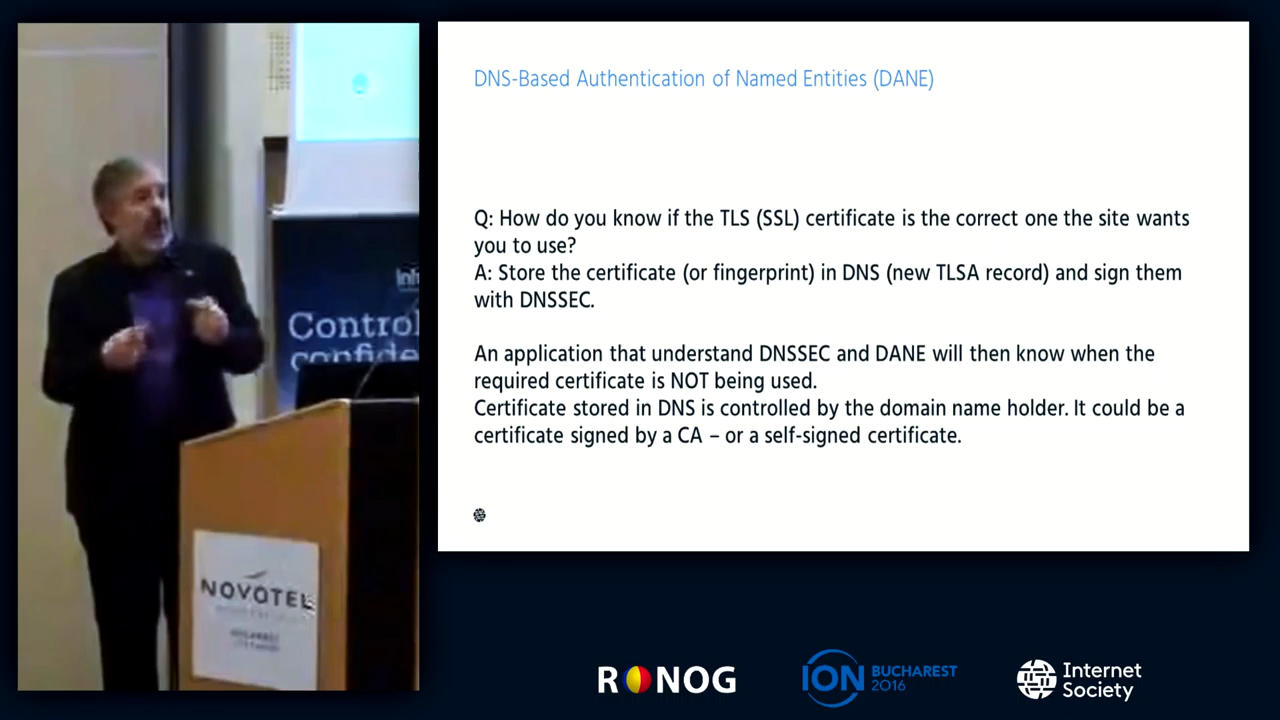 DNS-Based Authentication of Named Entities (DANE)
Q: How do you know if the TLS (SSL) certificate is the correct one the site wants
you to use?
A: Store the certificate (or fingerprint) in DNS (new TLSA record) and sign them
with DNSSEC.
An application that understand DNSSEC and DANE will then know when the
required certificate is NOT being used.
Certificate stored in DNS is controlled by the domain name holder. It could be a
certificate signed by a CA – or a self-signed certificate.
Control
confide
NOVOTEL
RONOG
ION BUCHAREST
2016
Internet
Society